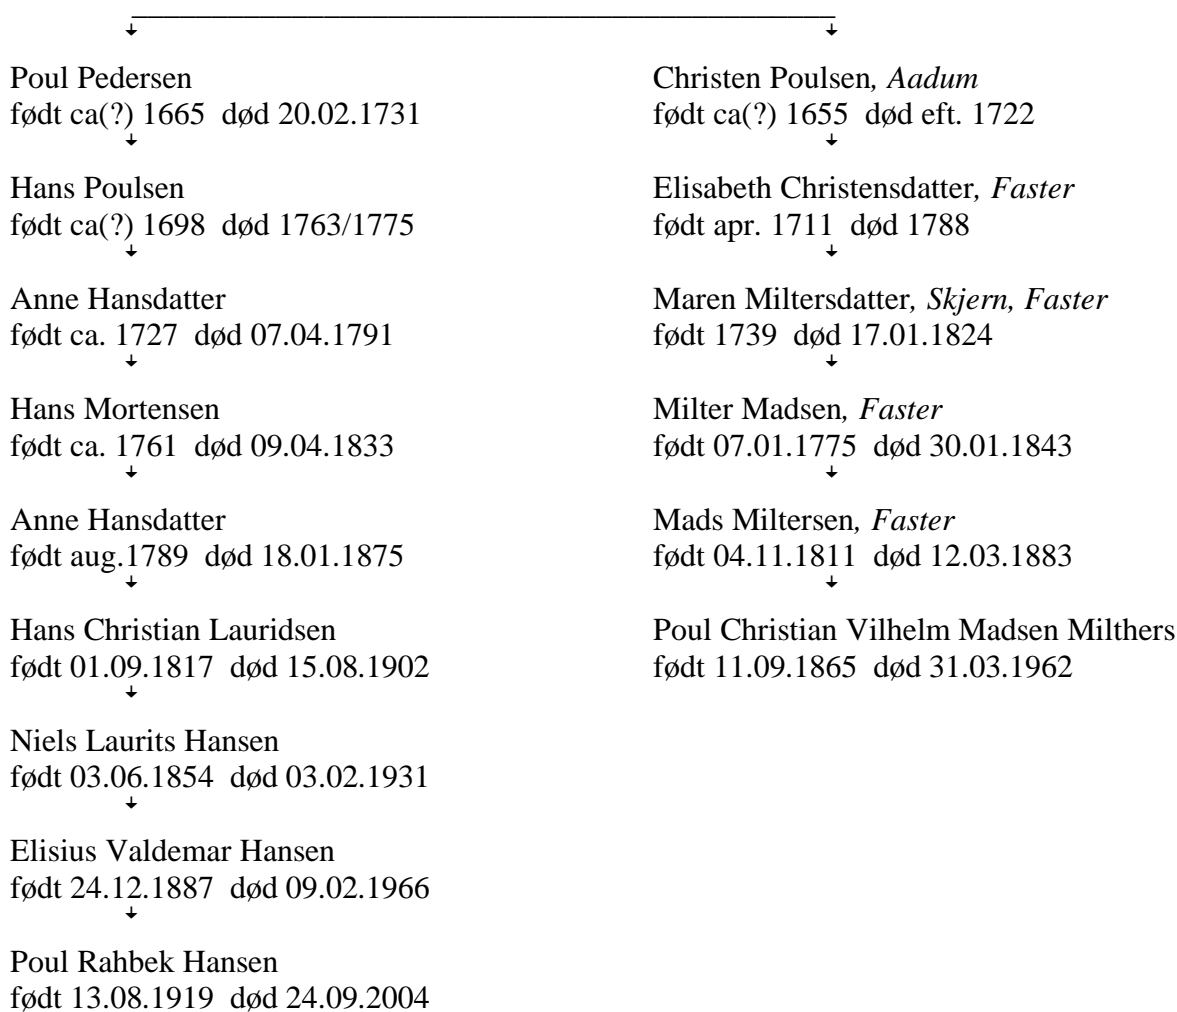 Poul Pedersen
født ca(?) 1665 død 20.02.1731
Hans Poulsen
født ca(?) 1698 død 1763/1775
Anne Hansdatter
født ca. 1727 død 07.04.1791
Hans Mortensen
født ca. 1761 død 09.04.1833
Anne Hansdatter
født aug.1789 død 18.01.1875
Hans Christian Lauridsen
født 01.09.1817 død 15.08.1902
Niels Laurits Hansen
født 03.06.1854 død 03.02.1931
Elisius Valdemar Hansen
født 24.12.1887 død 09.02.1966
Poul Rahbek Hansen
født 13.08.1919 død 24.09.2004
Christen Poulsen, Aadum
født ca(?) 1655 død eft. 1722
Elisabeth Christensdatter, Faster
født apr. 1711 død 1788
Maren Miltersdatter, Skjern, Faster
født 1739 død 17.01.1824
Milter Madsen, Faster
født 07.01.1775 død 30.01.1843
Mads Miltersen, Faster
født 04.11.1811 død 12.03.1883
Poul Christian Vilhelm Madsen Milthers
født 11.09.1865 død 31.03.1962